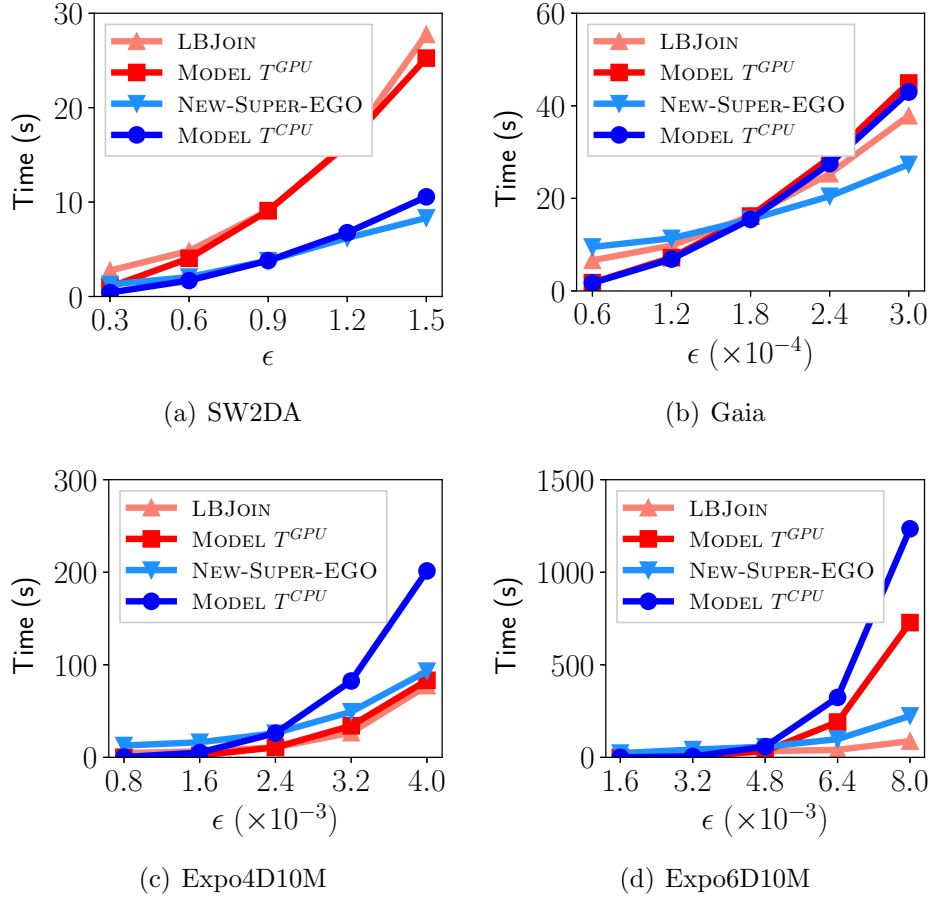 30
20
10
0
Time (s)
LBJOIN
MODEL T^{GPU}
NEW-SUPER-EGO
MODEL T^{CPU}
0.3 0.6 0.9 1.2 1.5
ϵ
(a) SW2DA
60
40
20
0
Time (s)
LBJOIN
MODEL T^{GPU}
NEW-SUPER-EGO
MODEL T^{CPU}
0.6 1.2 1.8 2.4 3.0
ϵ (×10^{−4})
(b) Gaia
300
200
100
0
Time (s)
LBJOIN
MODEL T^{GPU}
NEW-SUPER-EGO
MODEL T^{CPU}
0.8 1.6 2.4 3.2 4.0
ϵ (×10^{−3})
(c) Expo4D10M
1500
1000
500
0
Time (s)
LBJOIN
MODEL T^{GPU}
NEW-SUPER-EGO
MODEL T^{CPU}
1.6 3.2 4.8 6.4 8.0
ϵ (×10^{−3})
(d) Expo6D10M